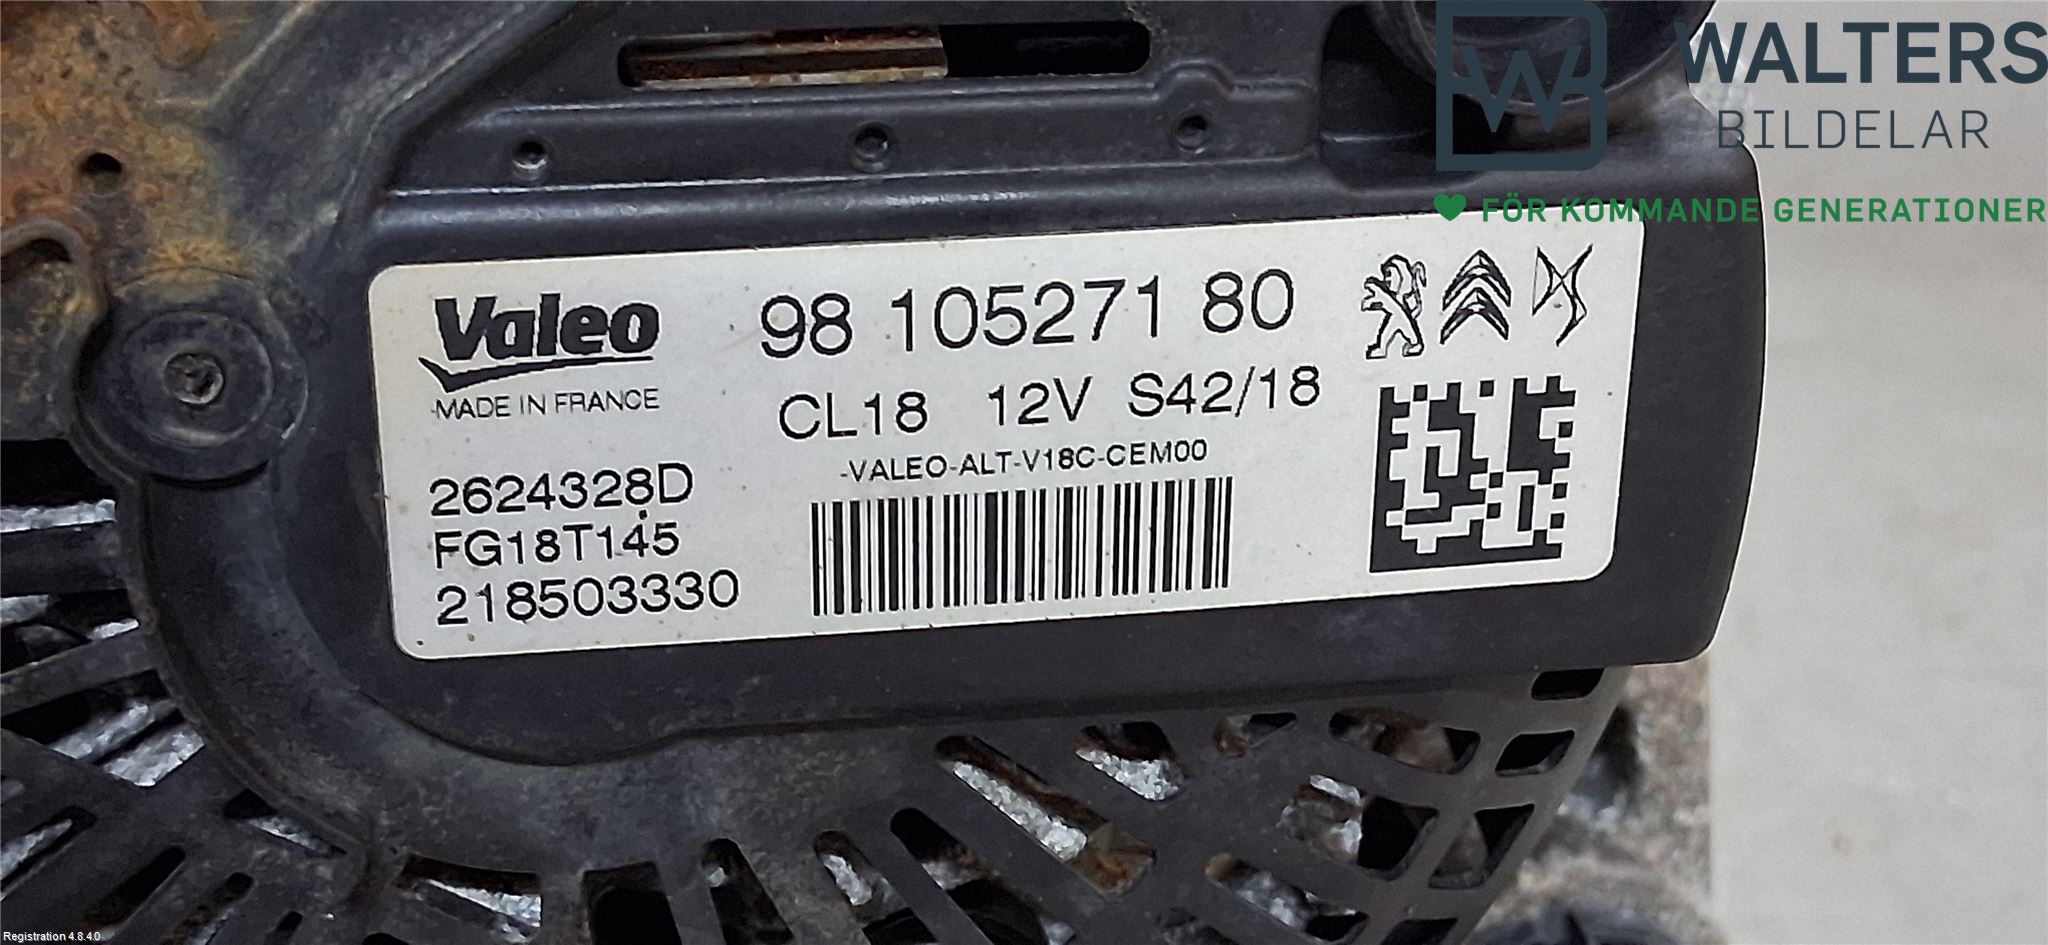 WALTERS
BILDELAR
FÖR KOMMANDE GENERATIONER
Valeo
MADE IN FRANCE
98 105271 80
CL18 12V S42/18
-VALEO-ALT-V18C-CEM00
2624328D
FG18T145
218503330
Registration 4.8.4.0